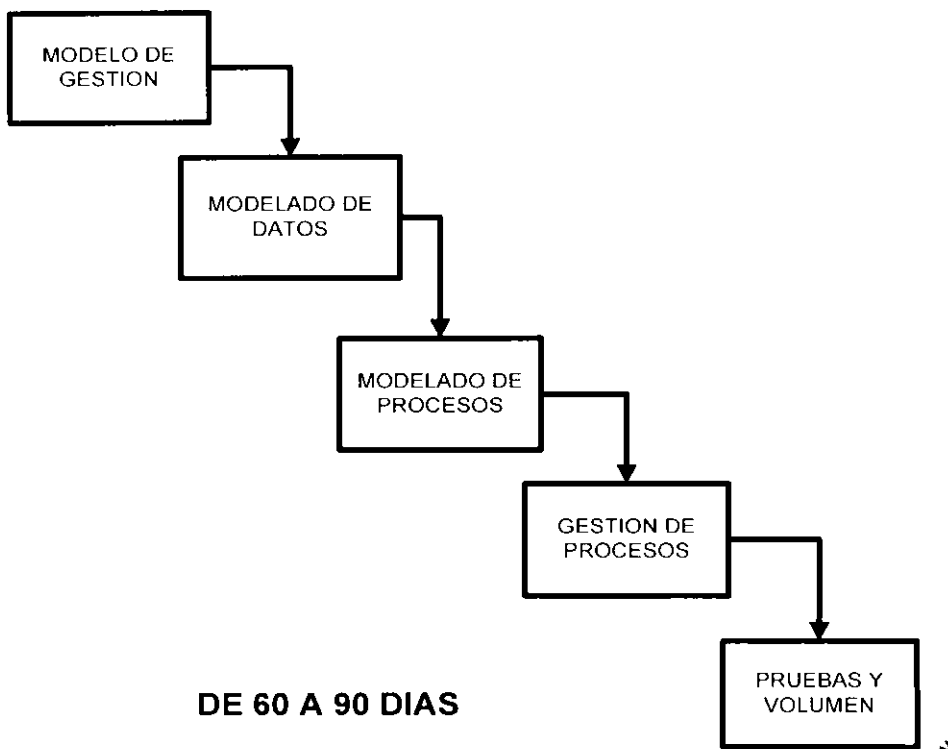 MODELO DE
GESTION
MODELADO DE
DATOS
MODELADO DE
PROCESOS
GESTION DE
PROCESOS
PRUEBAS Y
VOLUMEN
DE 60 A 90 DIAS